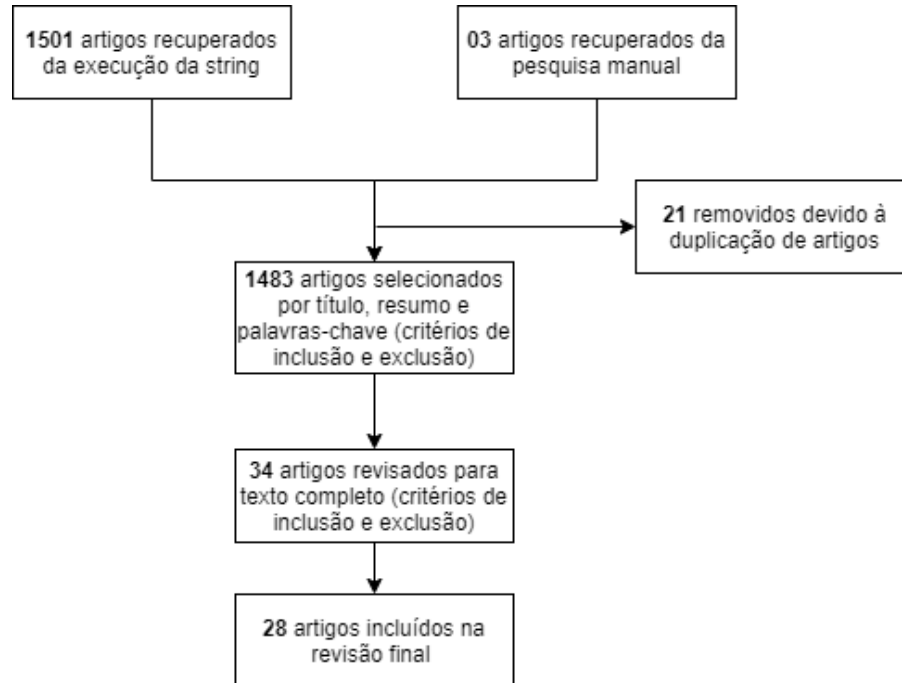 1501 artigos recuperados
da execução da string
03 artigos recuperados da
pesquisa manual
21 removidos devido à
duplicação de artigos
1483 artigos selecionados
por título, resumo e
palavras-chave (critérios de
inclusão e exclusão)
34 artigos revisados para
texto completo (critérios de
inclusão e exclusão)
28 artigos incluídos na
revisão final